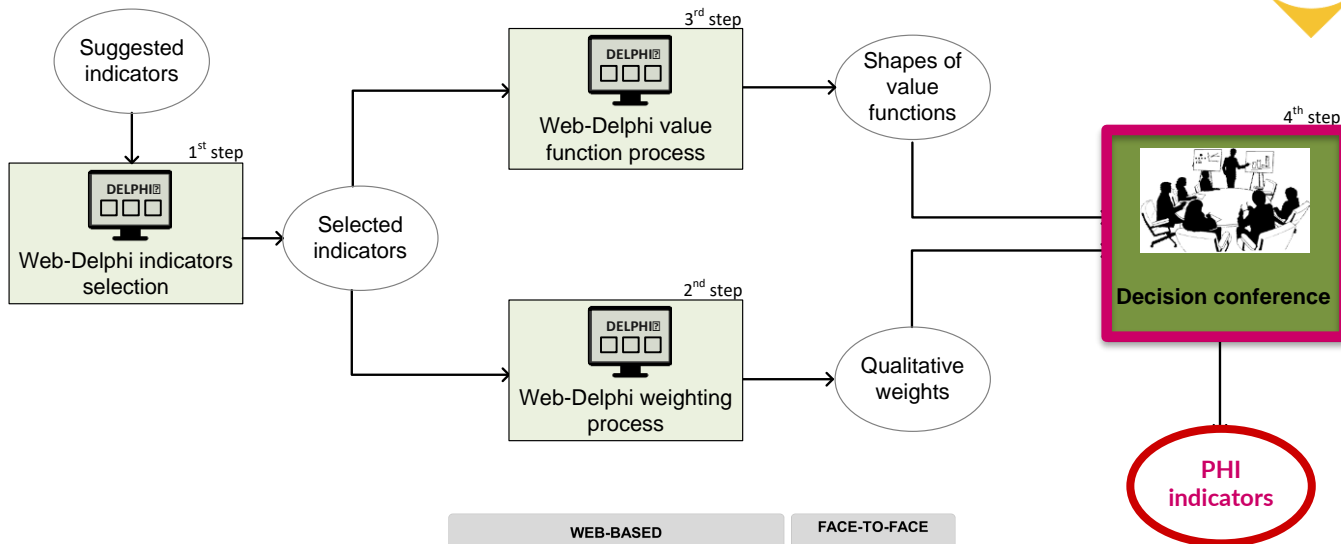 Suggested
indicators
1st step
DELPHI⍰
Web-Delphi indicators
selection
Selected
indicators
3rd step
DELPHI⍰
Web-Delphi value
function process
Shapes of
value
functions
2nd step
DELPHI⍰
Web-Delphi weighting
process
Qualitative
weights
4th step
Decision conference
PHI
indicators
WEB-BASED
FACE-TO-FACE